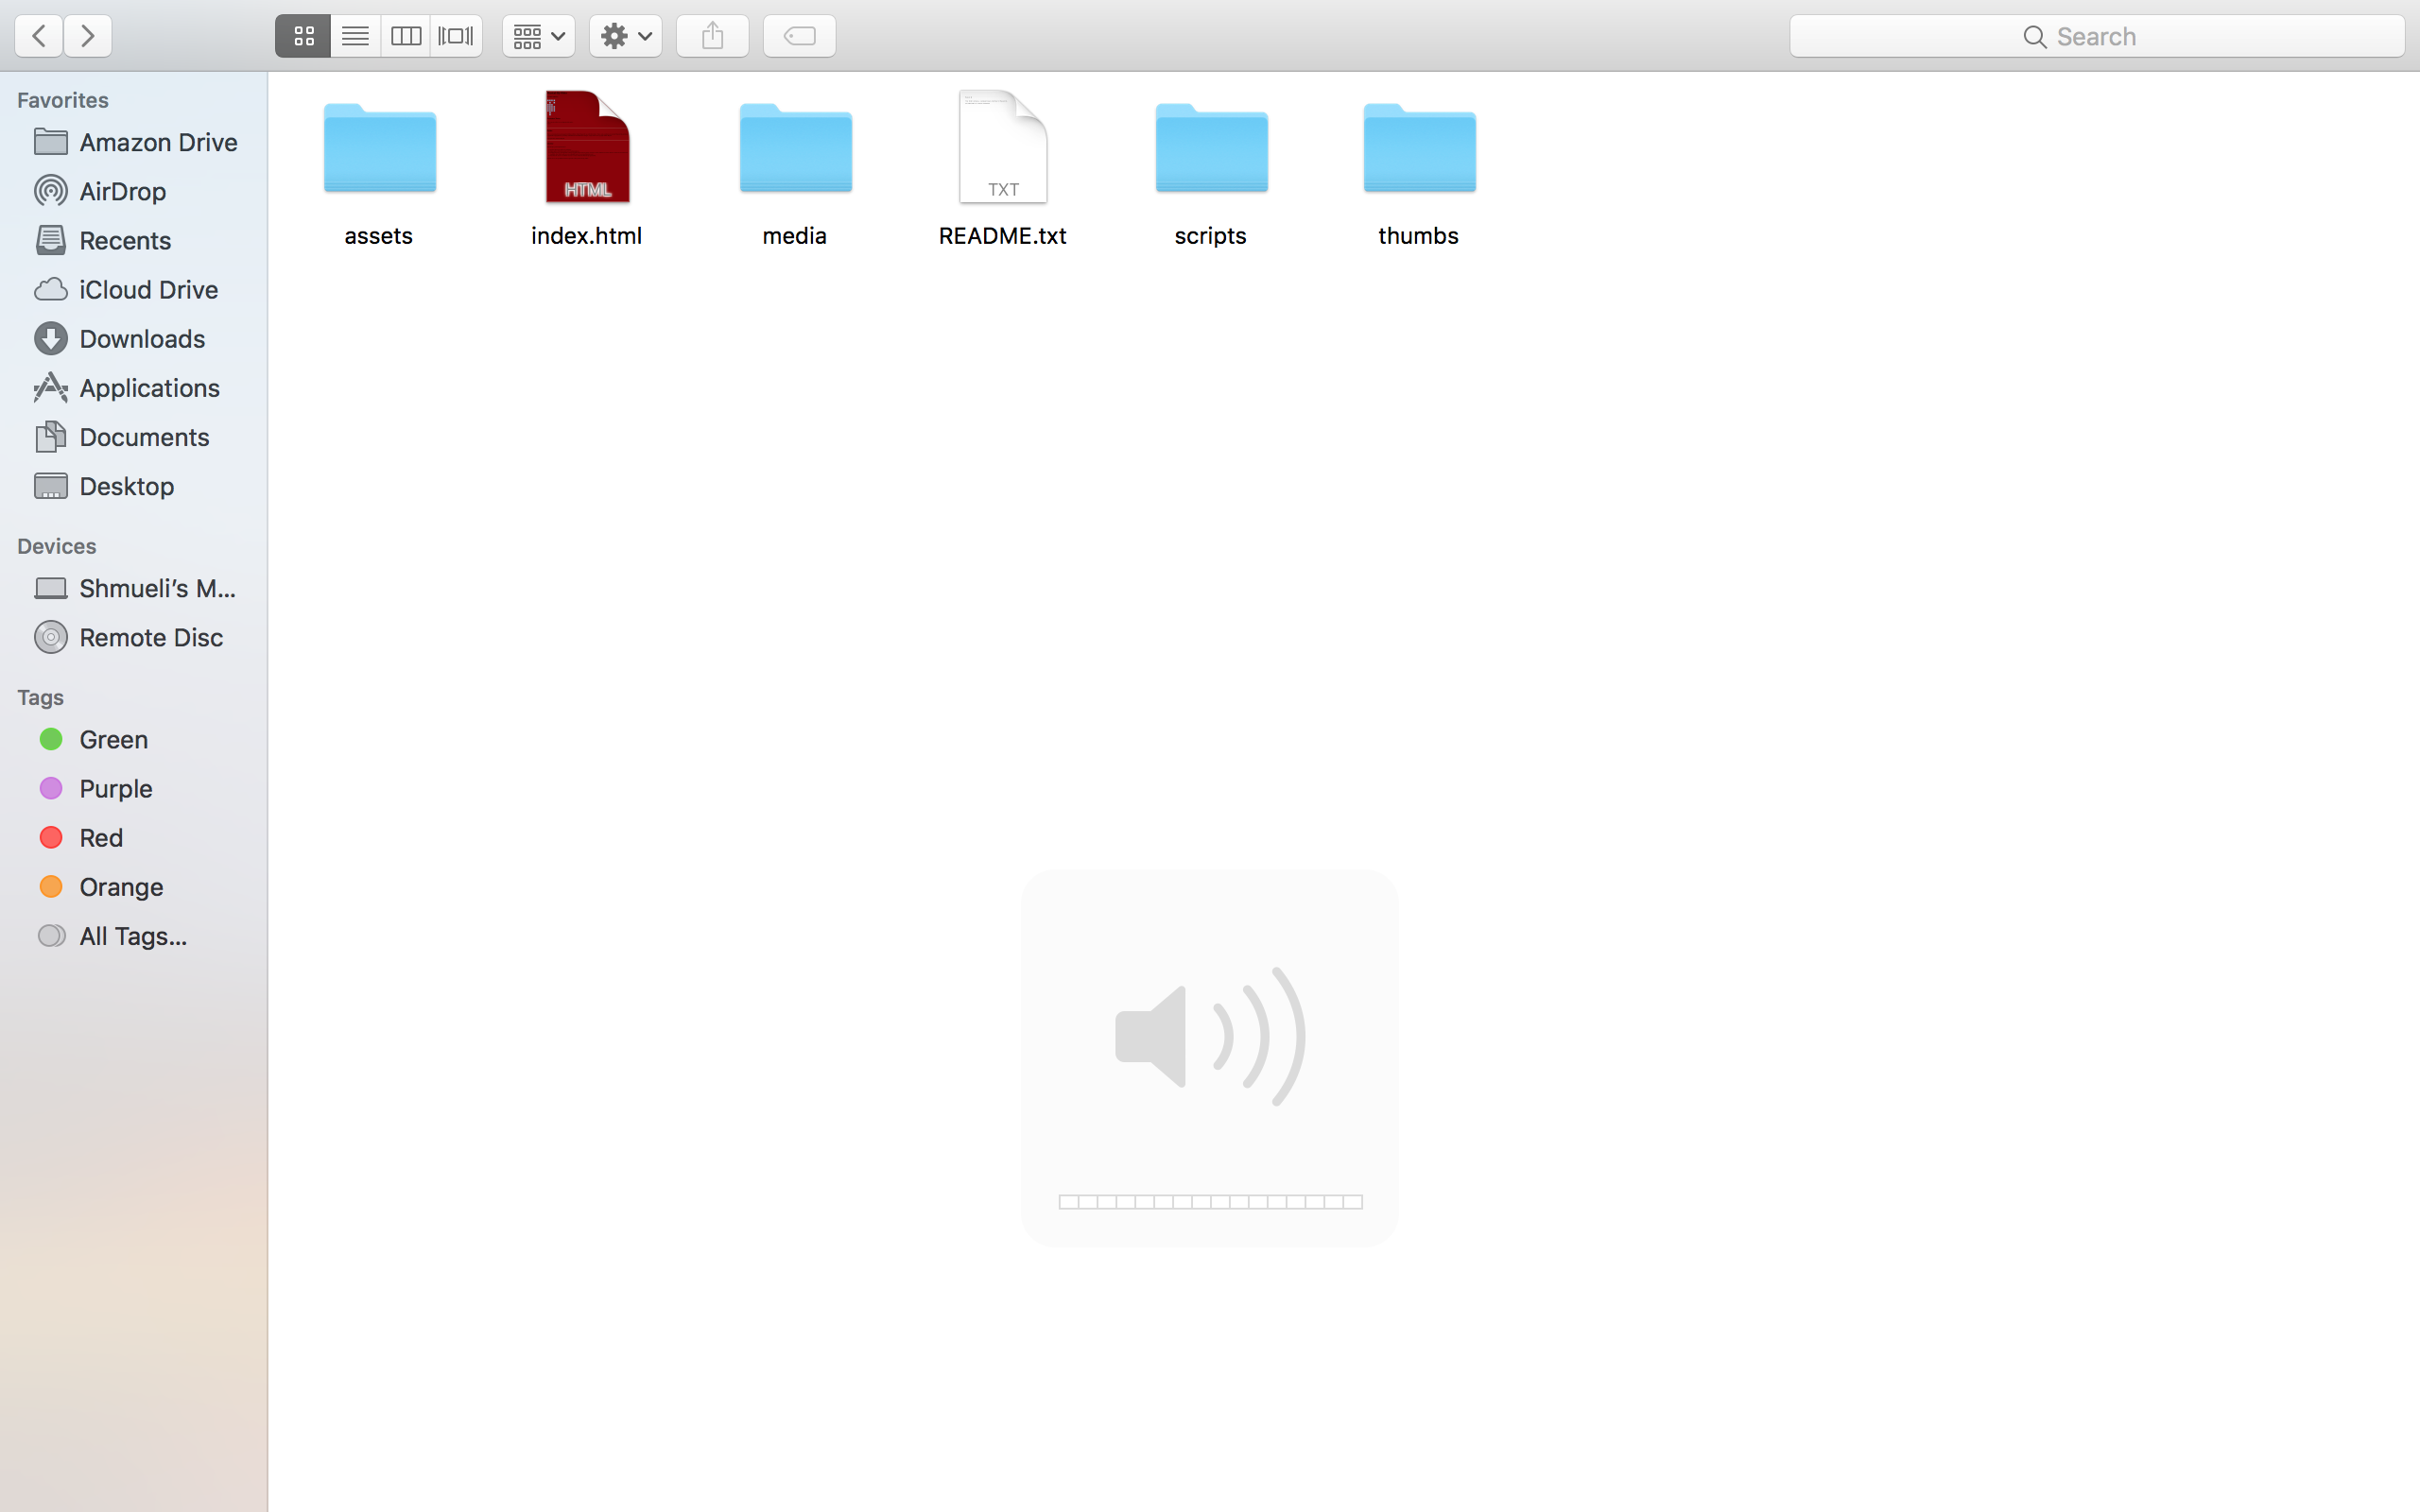 Search
Favorites
Amazon Drive
AirDrop
Recents
iCloud Drive
Downloads
Applications
Documents
Desktop
Devices
Shmueli’s M...
Remote Disc
Tags
Green
Purple
Red
Orange
All Tags...
HTML
TXT
assets
index.html
media
README.txt
scripts
thumbs